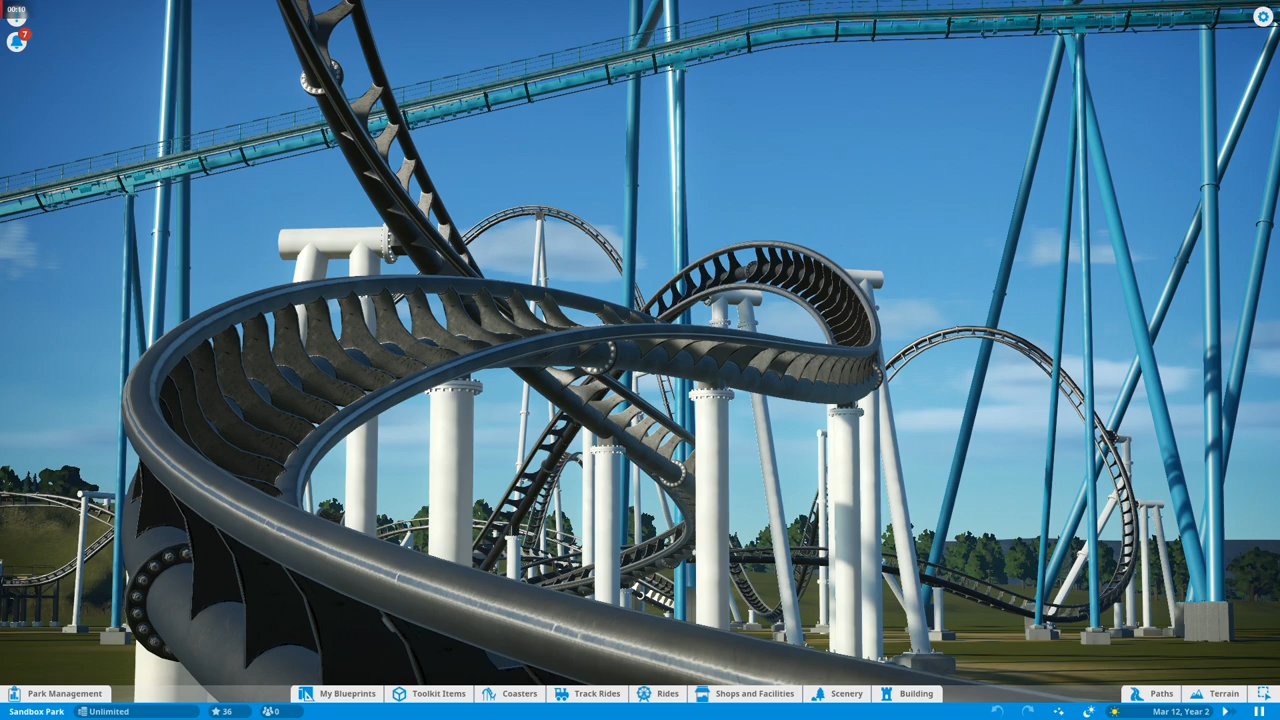 00:10
7
Park Management
My Blueprints
Toolkit Items
Coasters
Track Rides
Rides
Shops and Facilities
Scenery
Building
Paths
Terrain
Sandbox Park
Unlimited
36
0
Mar 12, Year 2